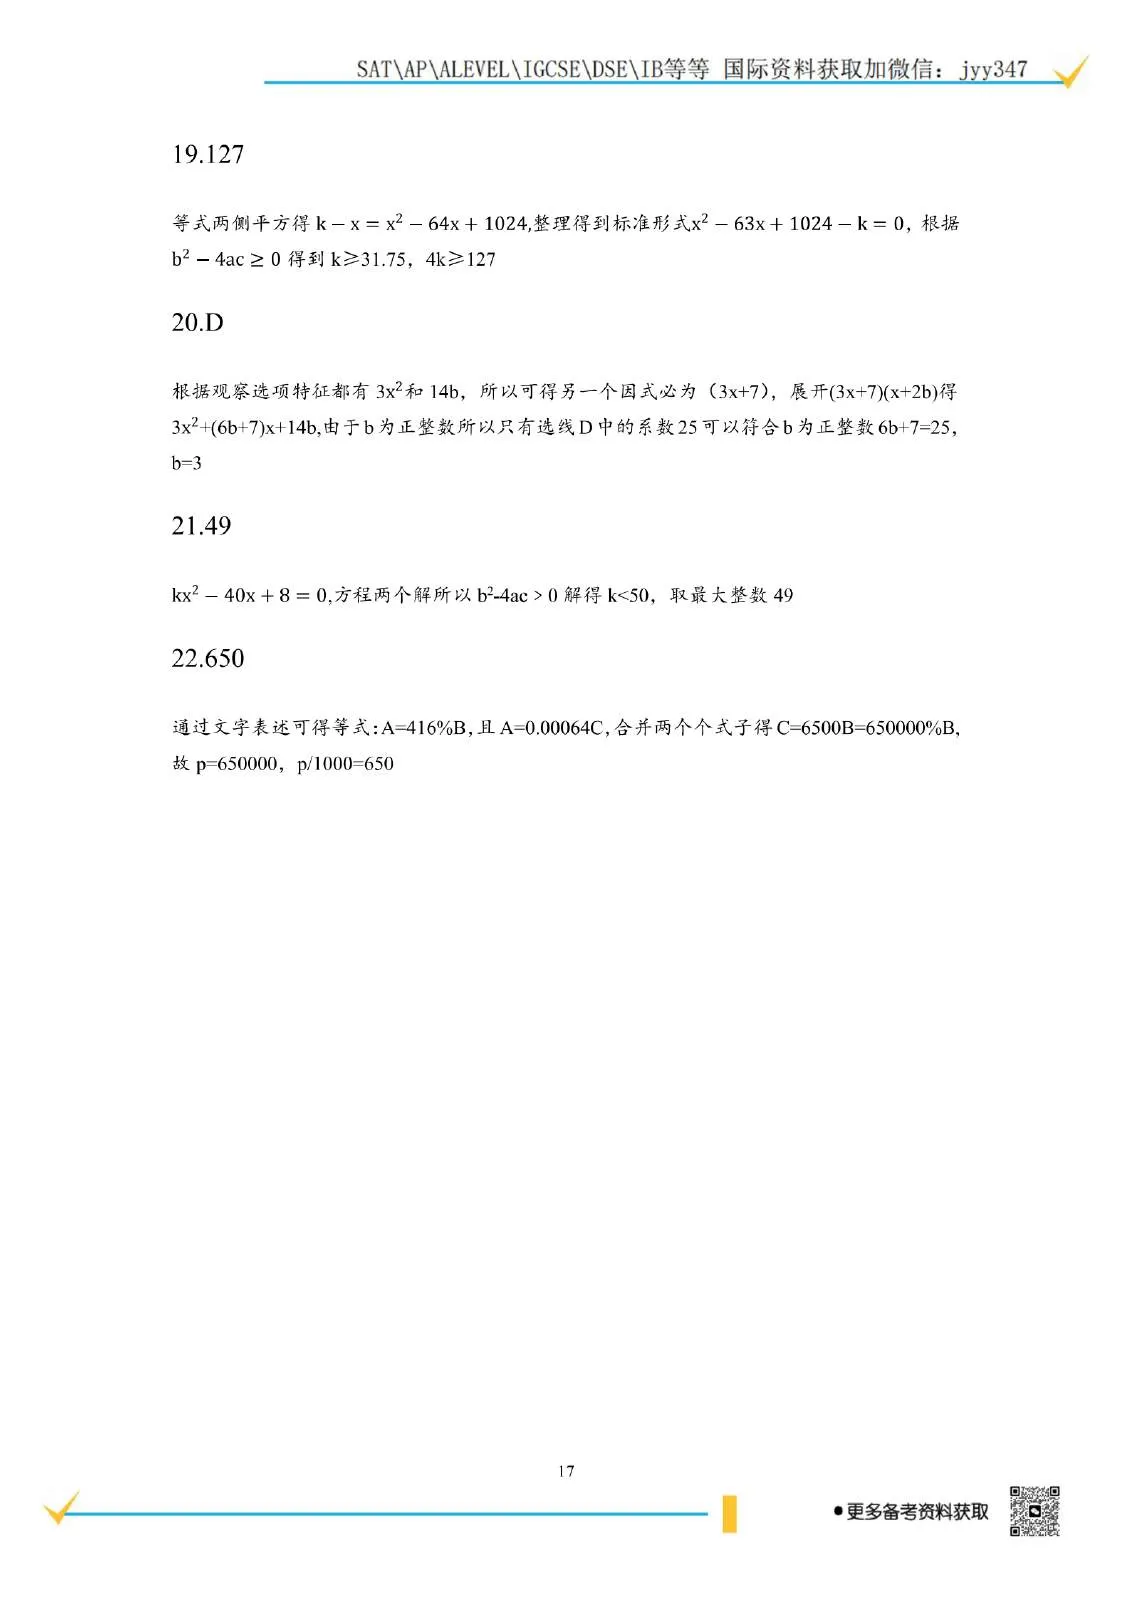 SAT\AP\ALEVEL\IGCSE\DSE\IB等等 国际资料获取加微信：jyy347
19.127
等式两侧平方得 k − x = x² − 64x + 1024,整理得到标准形式x² − 63x + 1024 − k = 0，根据
b² − 4ac ≥ 0 得到 k≥31.75，4k≥127
20.D
根据观察选项特征都有 3x²和 14b，所以可得另一个因式必为（3x+7），展开(3x+7)(x+2b)得
3x²+(6b+7)x+14b,由于 b 为正整数所以只有选线 D 中的系数 25 可以符合 b 为正整数 6b+7=25，
b=3
21.49
kx² − 40x + 8 = 0,方程两个解所以 b²-4ac﹥0 解得 k<50，取最大整数 49
22.650
通过文字表述可得等式:A=416%B,且 A=0.00064C,合并两个个式子得 C=6500B=650000%B,
故 p=650000，p/1000=650
17
•更多备考资料获取